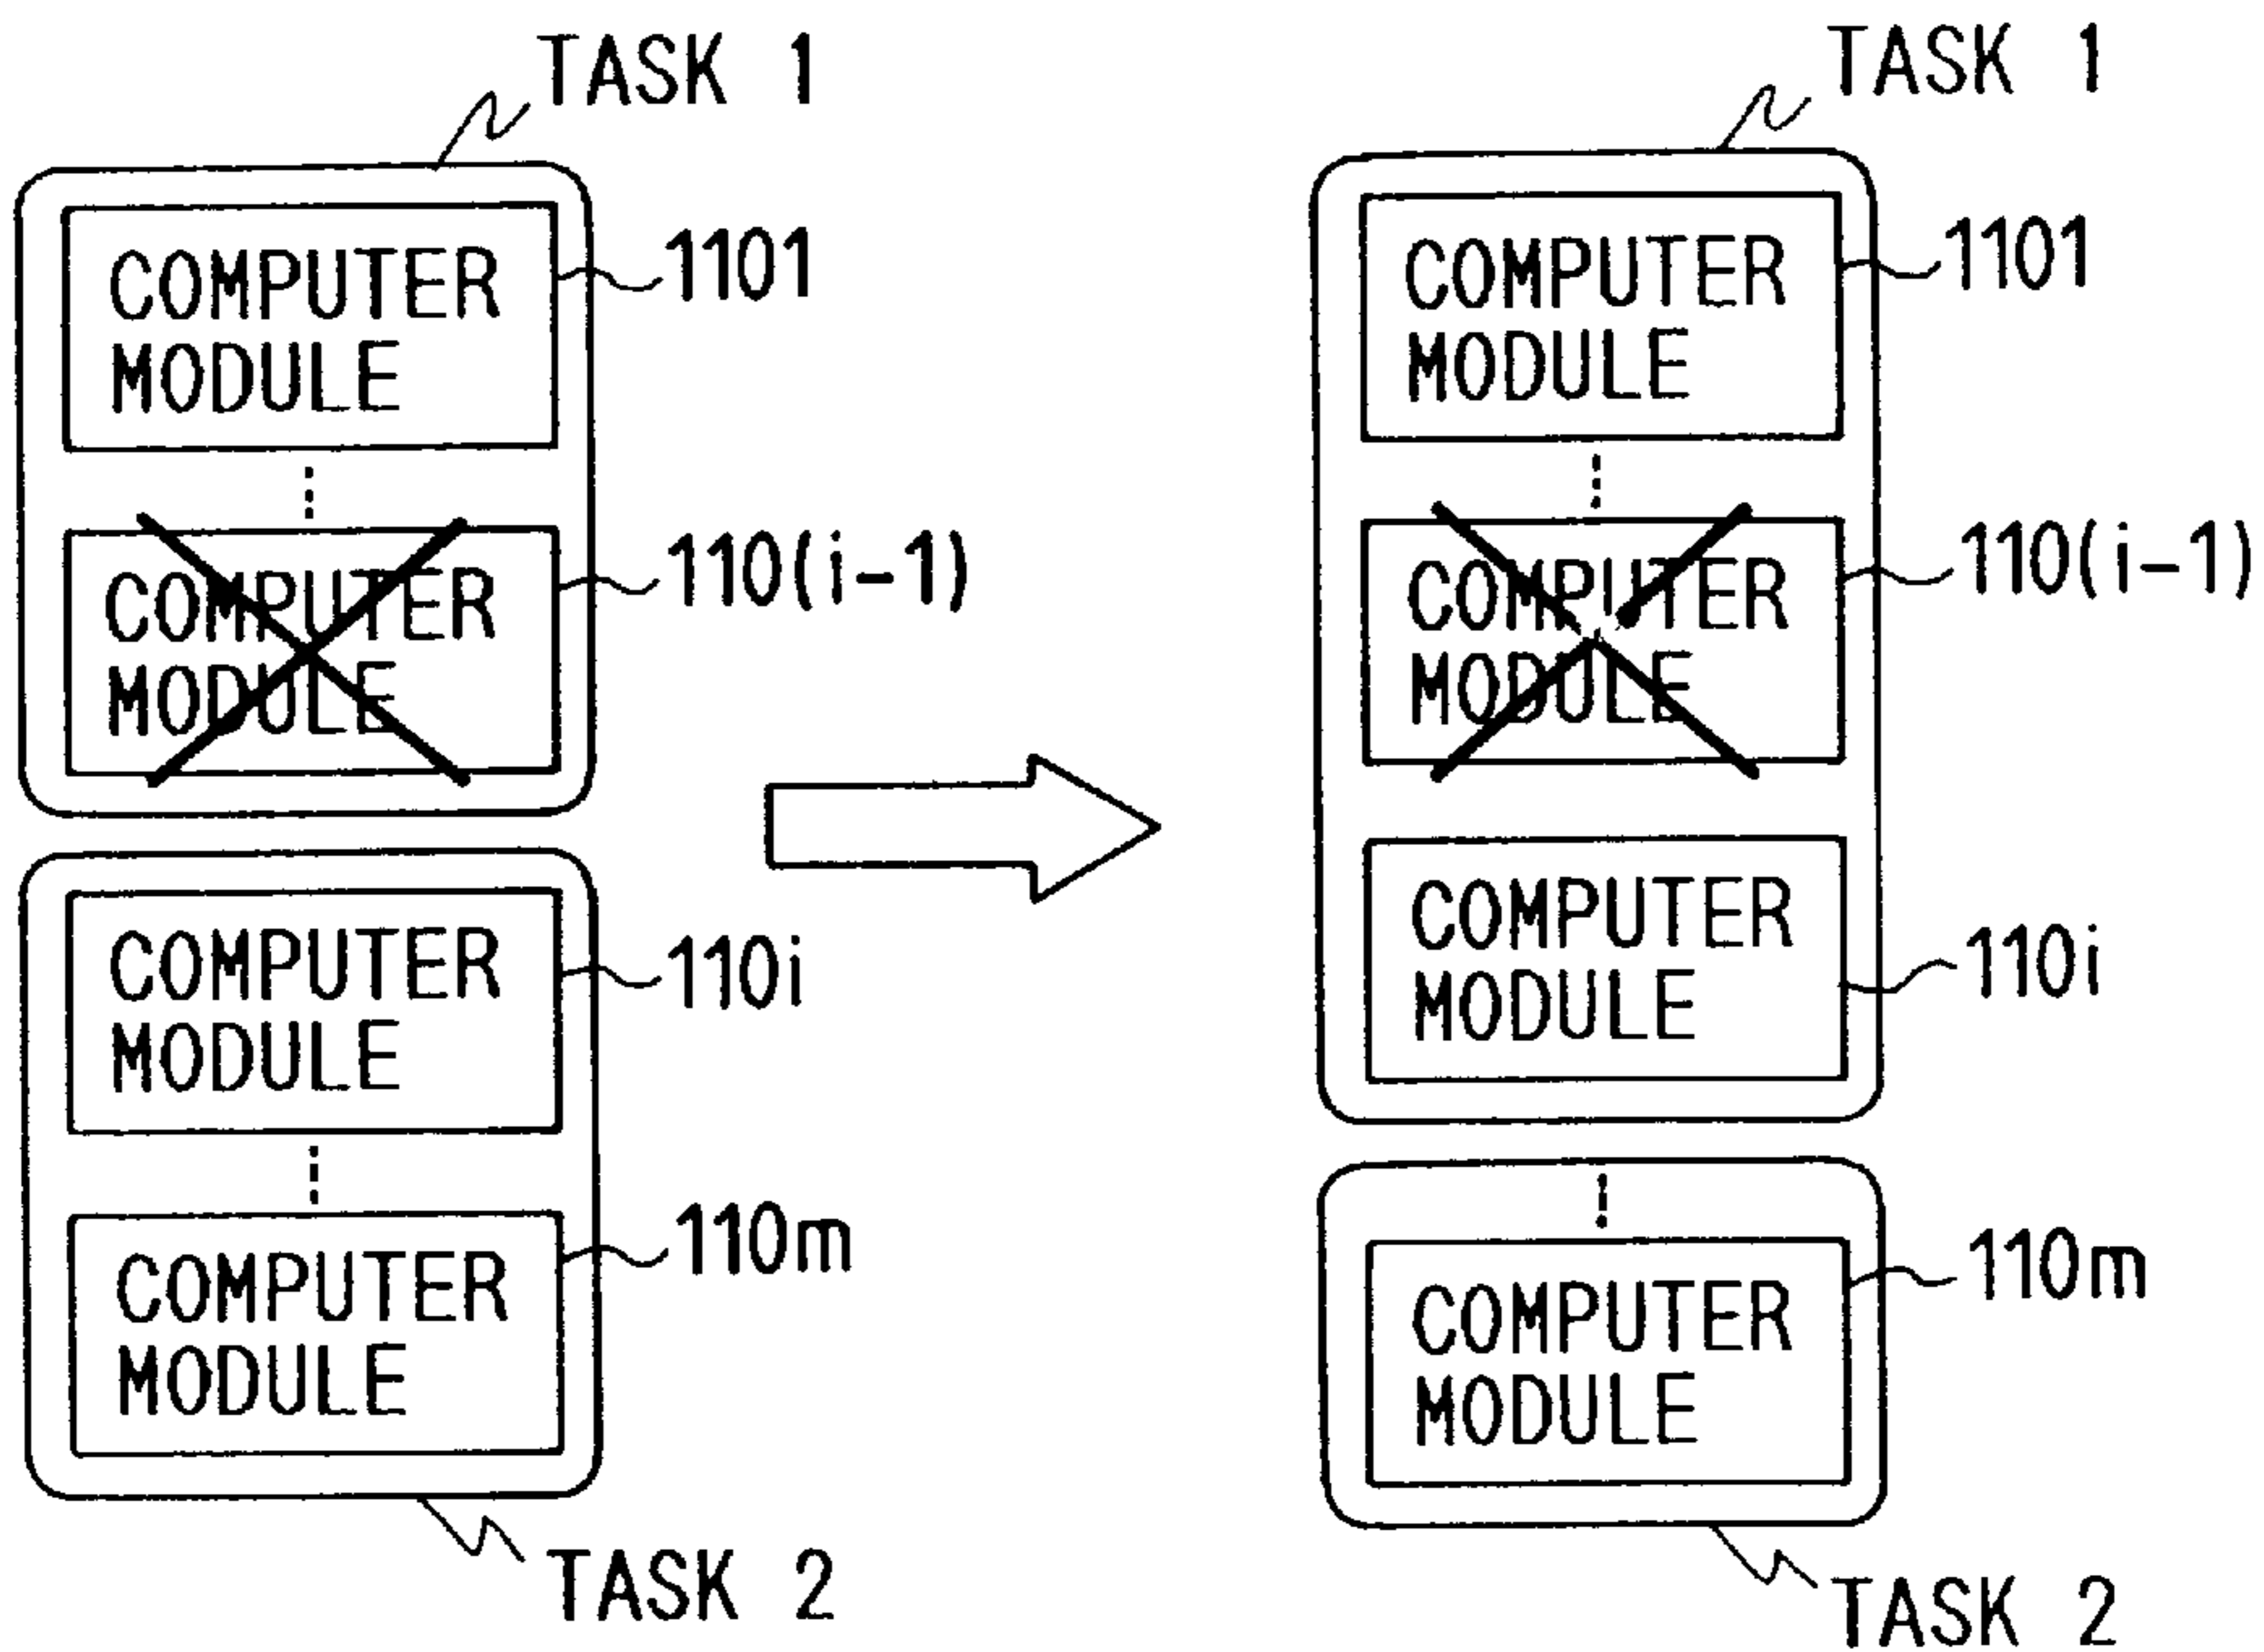 TASK 1
COMPUTER
MODULE
1101
COMPUTER
MODULE
110(i-1)
COMPUTER
MODULE
110i
COMPUTER
MODULE
110m
TASK 2
TASK 1
COMPUTER
MODULE
1101
COMPUTER
MODULE
110(i-1)
COMPUTER
MODULE
110i
COMPUTER
MODULE
110m
TASK 2